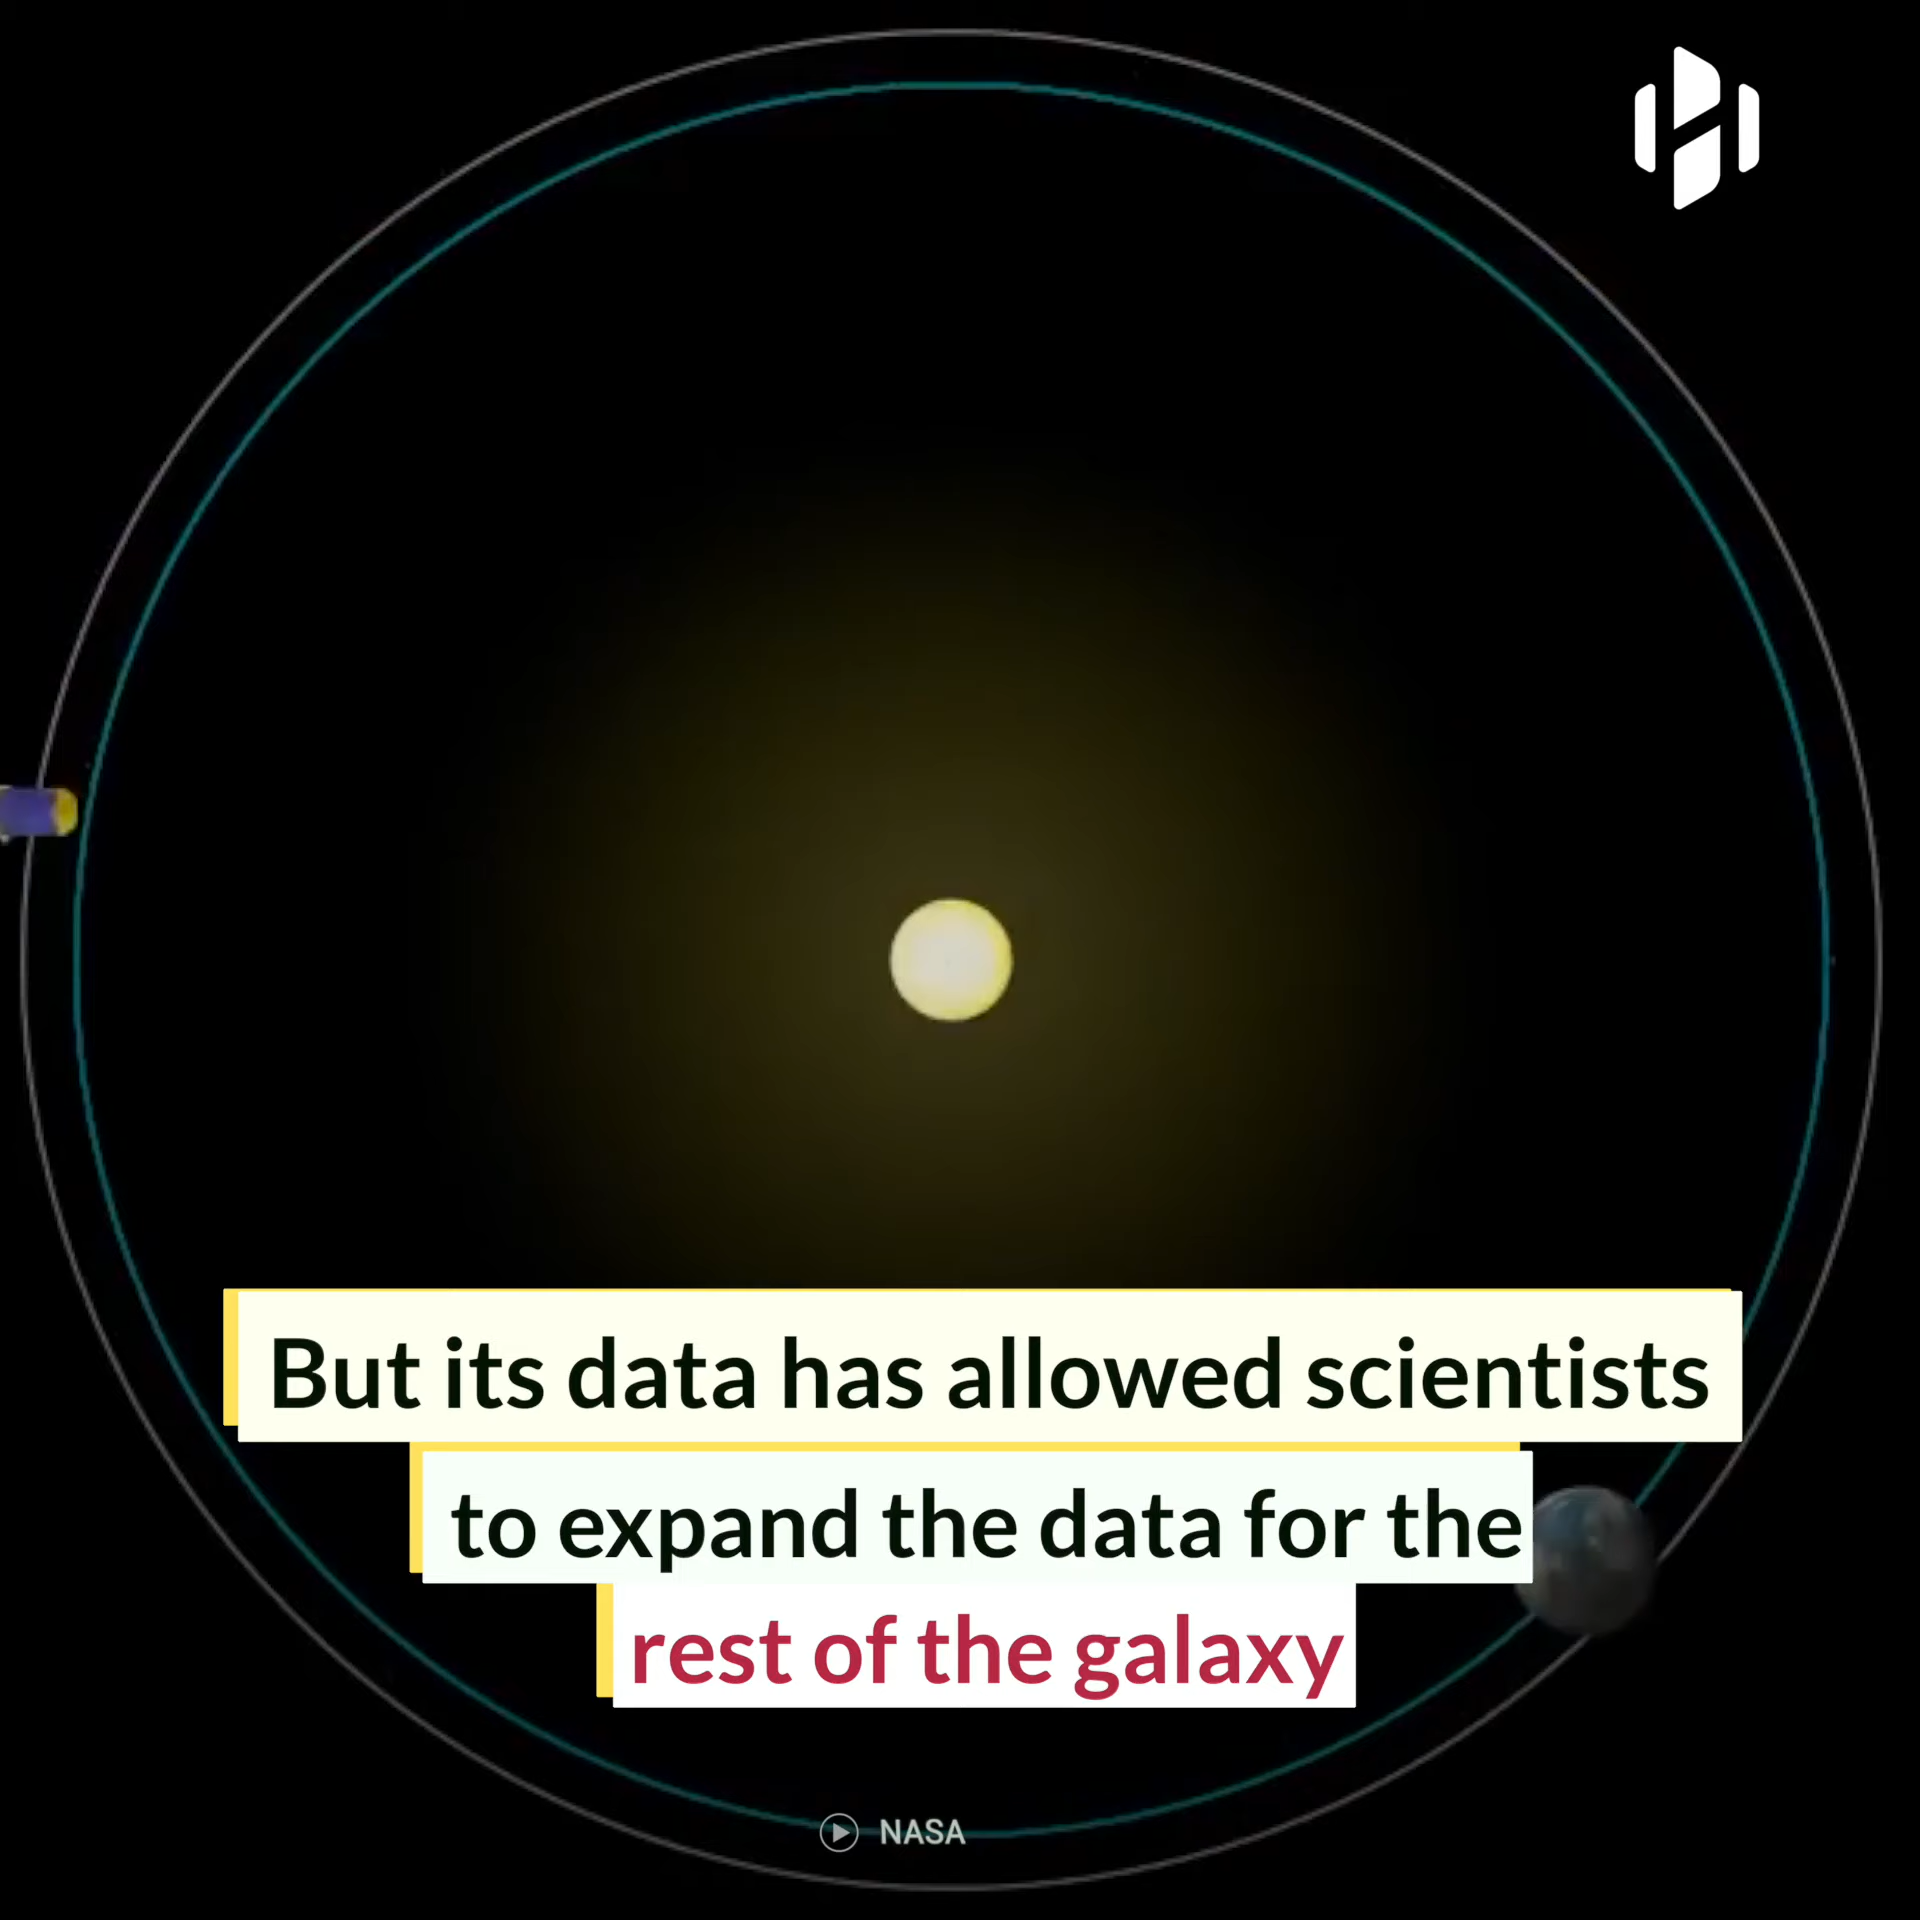 But its data has allowed scientists
to expand the data for the
rest of the galaxy
NASA